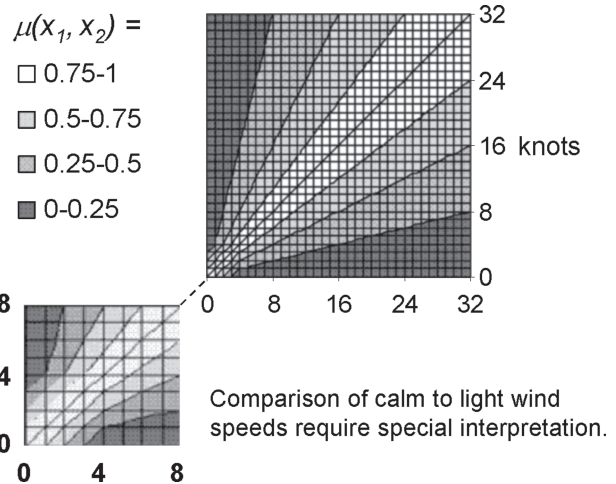 μ(x1, x2) =
0.75-1
0.5-0.75
0.25-0.5
0-0.25
32
24
16 knots
8
0
0 8 16 24 32
8
4
0
0 4 8
Comparison of calm to light wind
speeds require special interpretation.